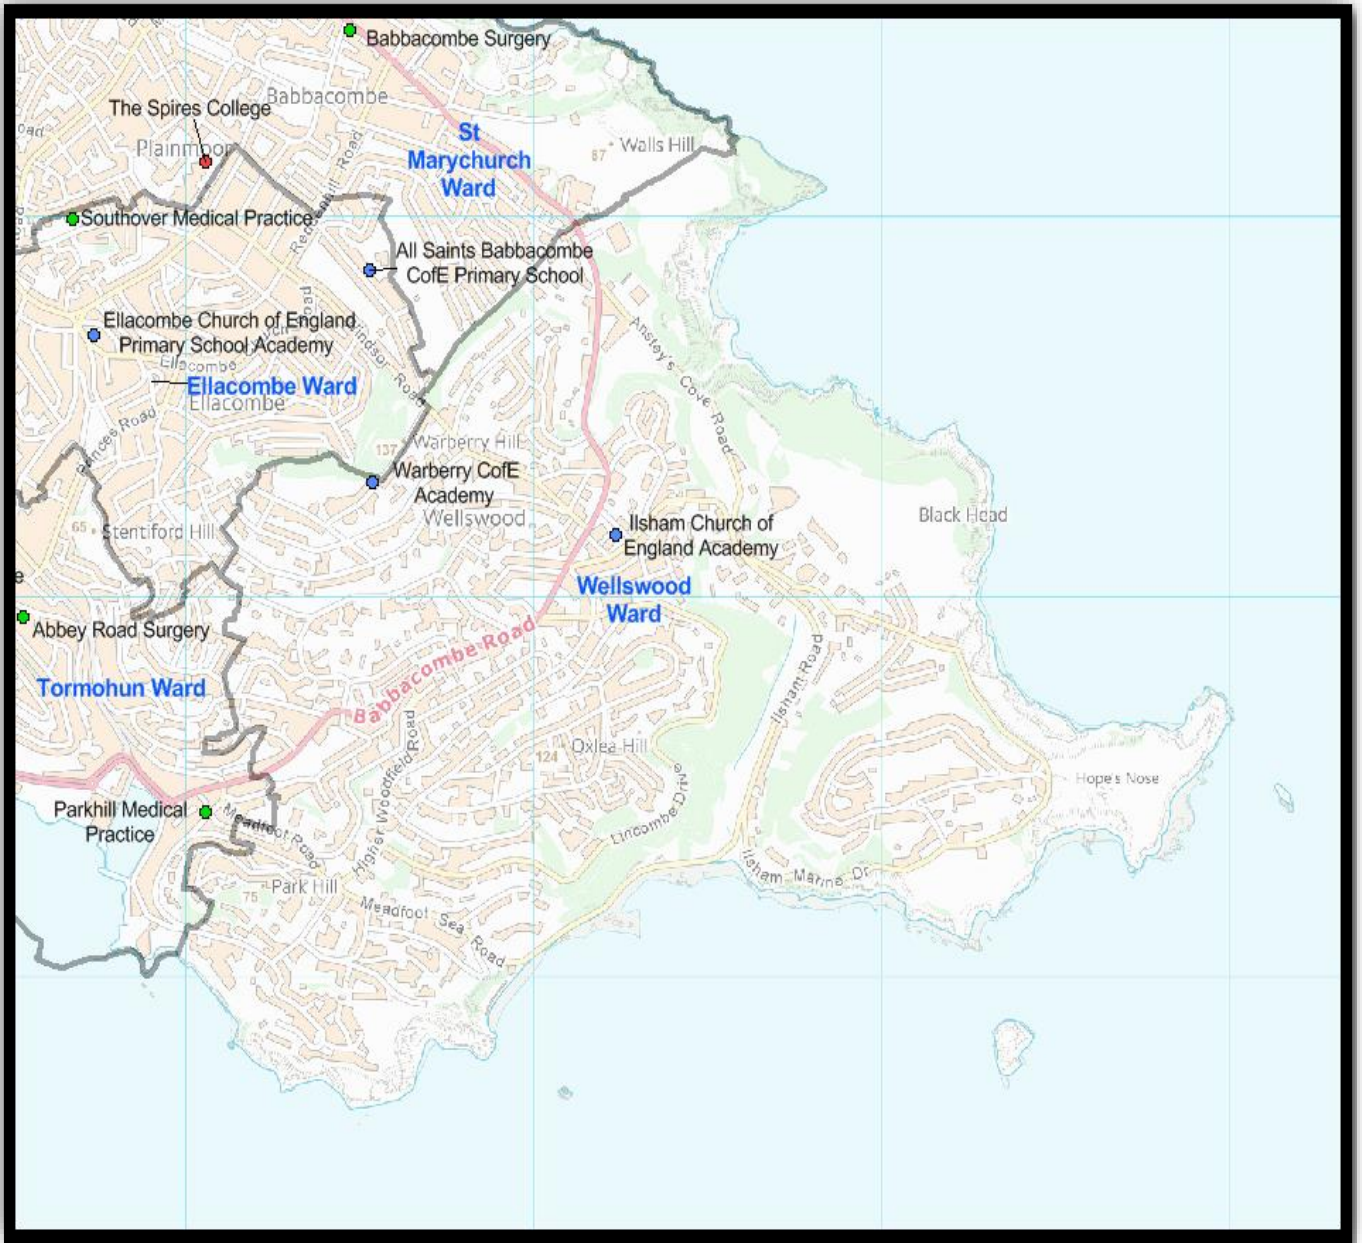 Babbacombe Surgery
Babbacombe
The Spires College
Plainmoor
oad
St
Marychurch
Ward
87
Walls Hill
Southover Medical Practice
All Saints Babbacombe
CofE Primary School
Ellacombe Church of England
Primary School Academy
Windsor Road
Anstey's Cove Road
Ellacombe
Ellacombe Ward
Ellacombe
137
Warberry Hill
Warberry CofE
Academy
Wellswood
65
Stentiford Hill
Ilsham Church of
England Academy
Black Head
e
Wellswood
Ward
Abbey Road Surgery
Babbacombe Road
Tormohun Ward
Ilsham Road
Oxlea Hill
124
Hope's Nose
Higher Woodfield Road
Lincombe Drive
Parkhill Medical
Practice
Meadfoot Road
Ilsham Marine Dr
Park Hill
75
Meadfoot Sea Road